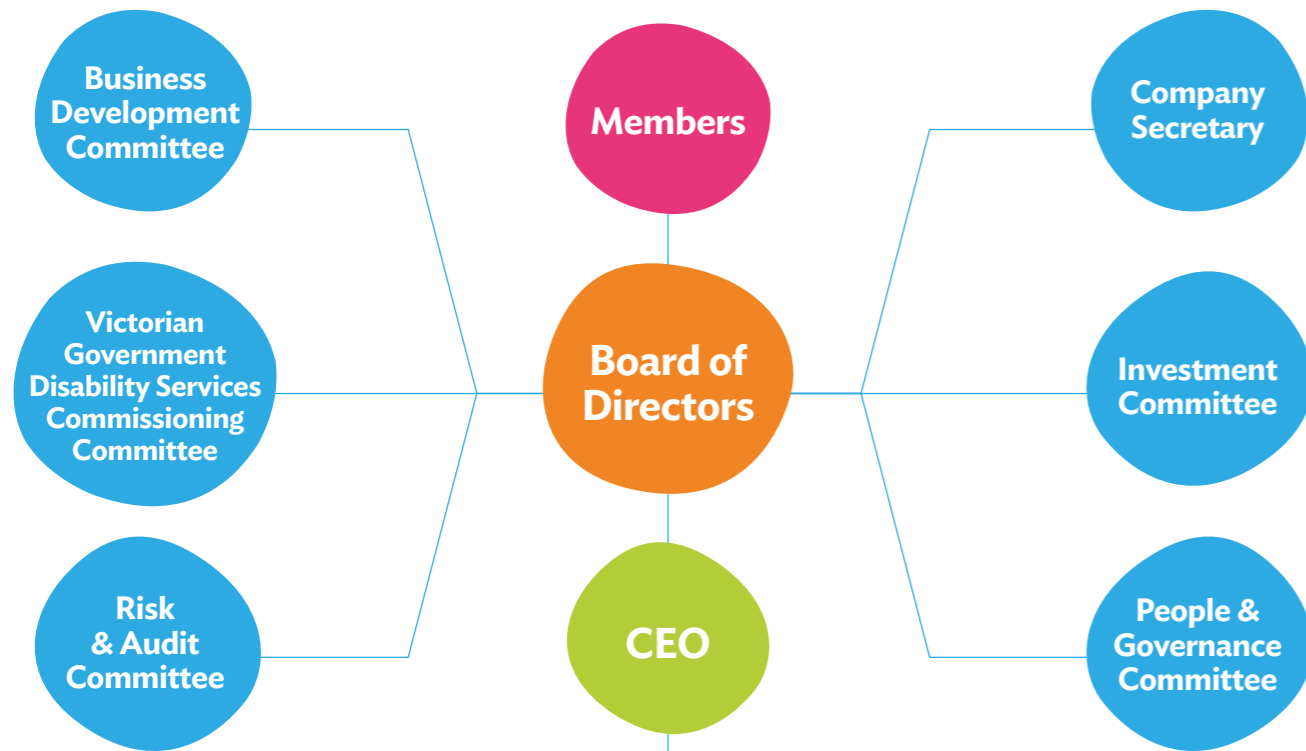 Business
Development
Committee
Members
Company
Secretary
Victorian
Government
Disability Services
Commissioning
Committee
Board of
Directors
Investment
Committee
Risk
& Audit
Committee
CEO
People &
Governance
Committee